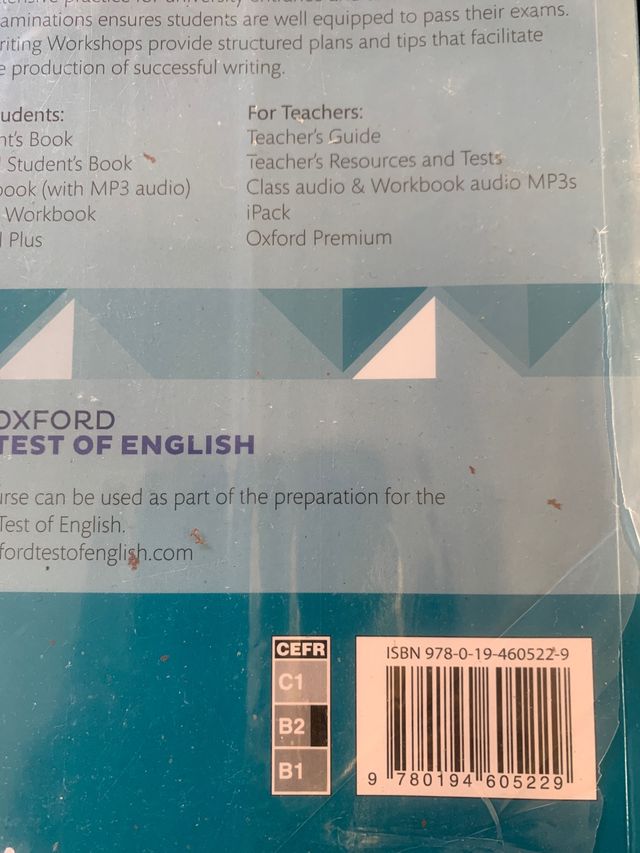 aminations ensures students are well equipped to pass their exams.
riting Workshops provide structured plans and tips that facilitate
e production of successful writing.
udents:
nt's Book
Student's Book
ook (with MP3 audio)
Workbook
Plus
For Teachers:
Teacher's Guide
Teacher's Resources and Tests
Class audio & Workbook audio MP3s
iPack
Oxford Premium
OXFORD
TEST OF ENGLISH
urse can be used as part of the preparation for the
Test of English.
fordtestofenglish.com
CEFR
C1
B2
B1
ISBN 978-0-19-460522-9
9 780194 605229